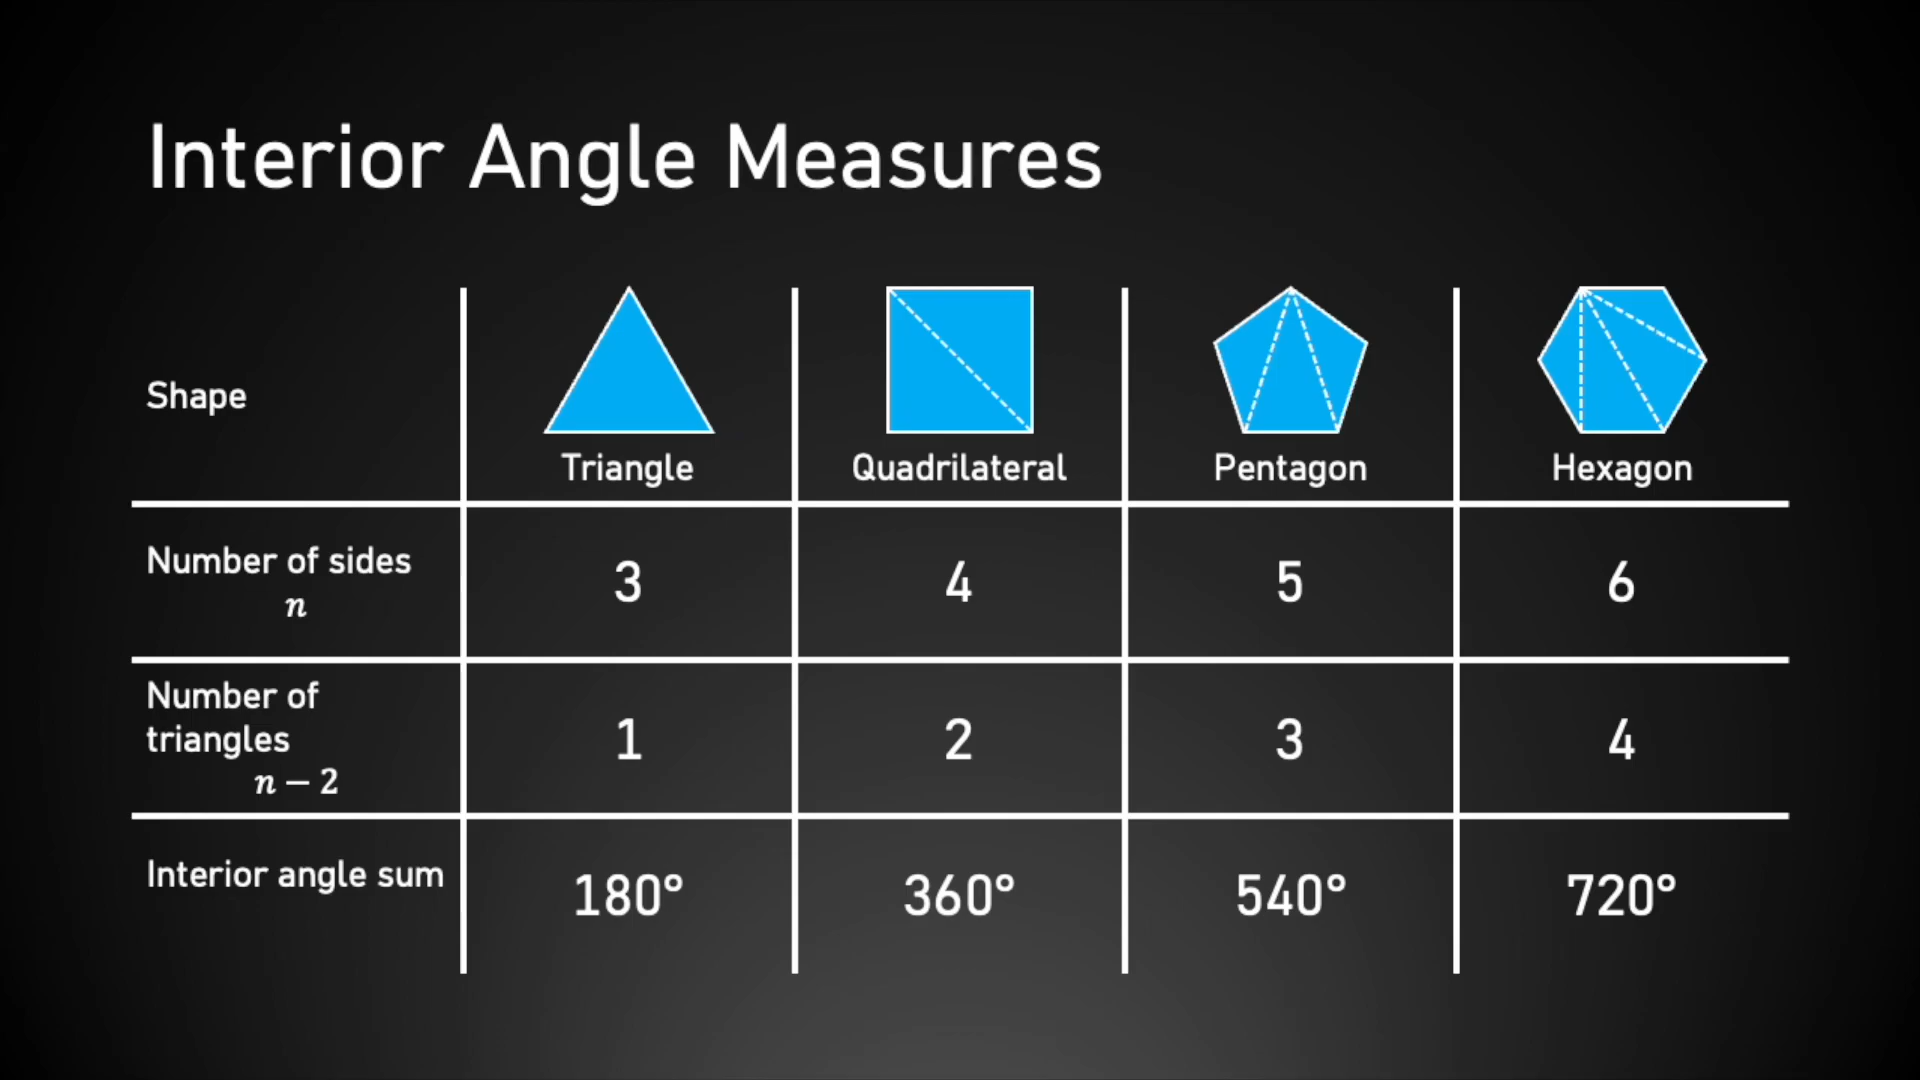 Interior Angle Measures
Shape
Triangle
Quadrilateral
Pentagon
Hexagon
Number of sides
n
3
4
5
6
Number of
triangles
n − 2
1
2
3
4
Interior angle sum
180°
360°
540°
720°